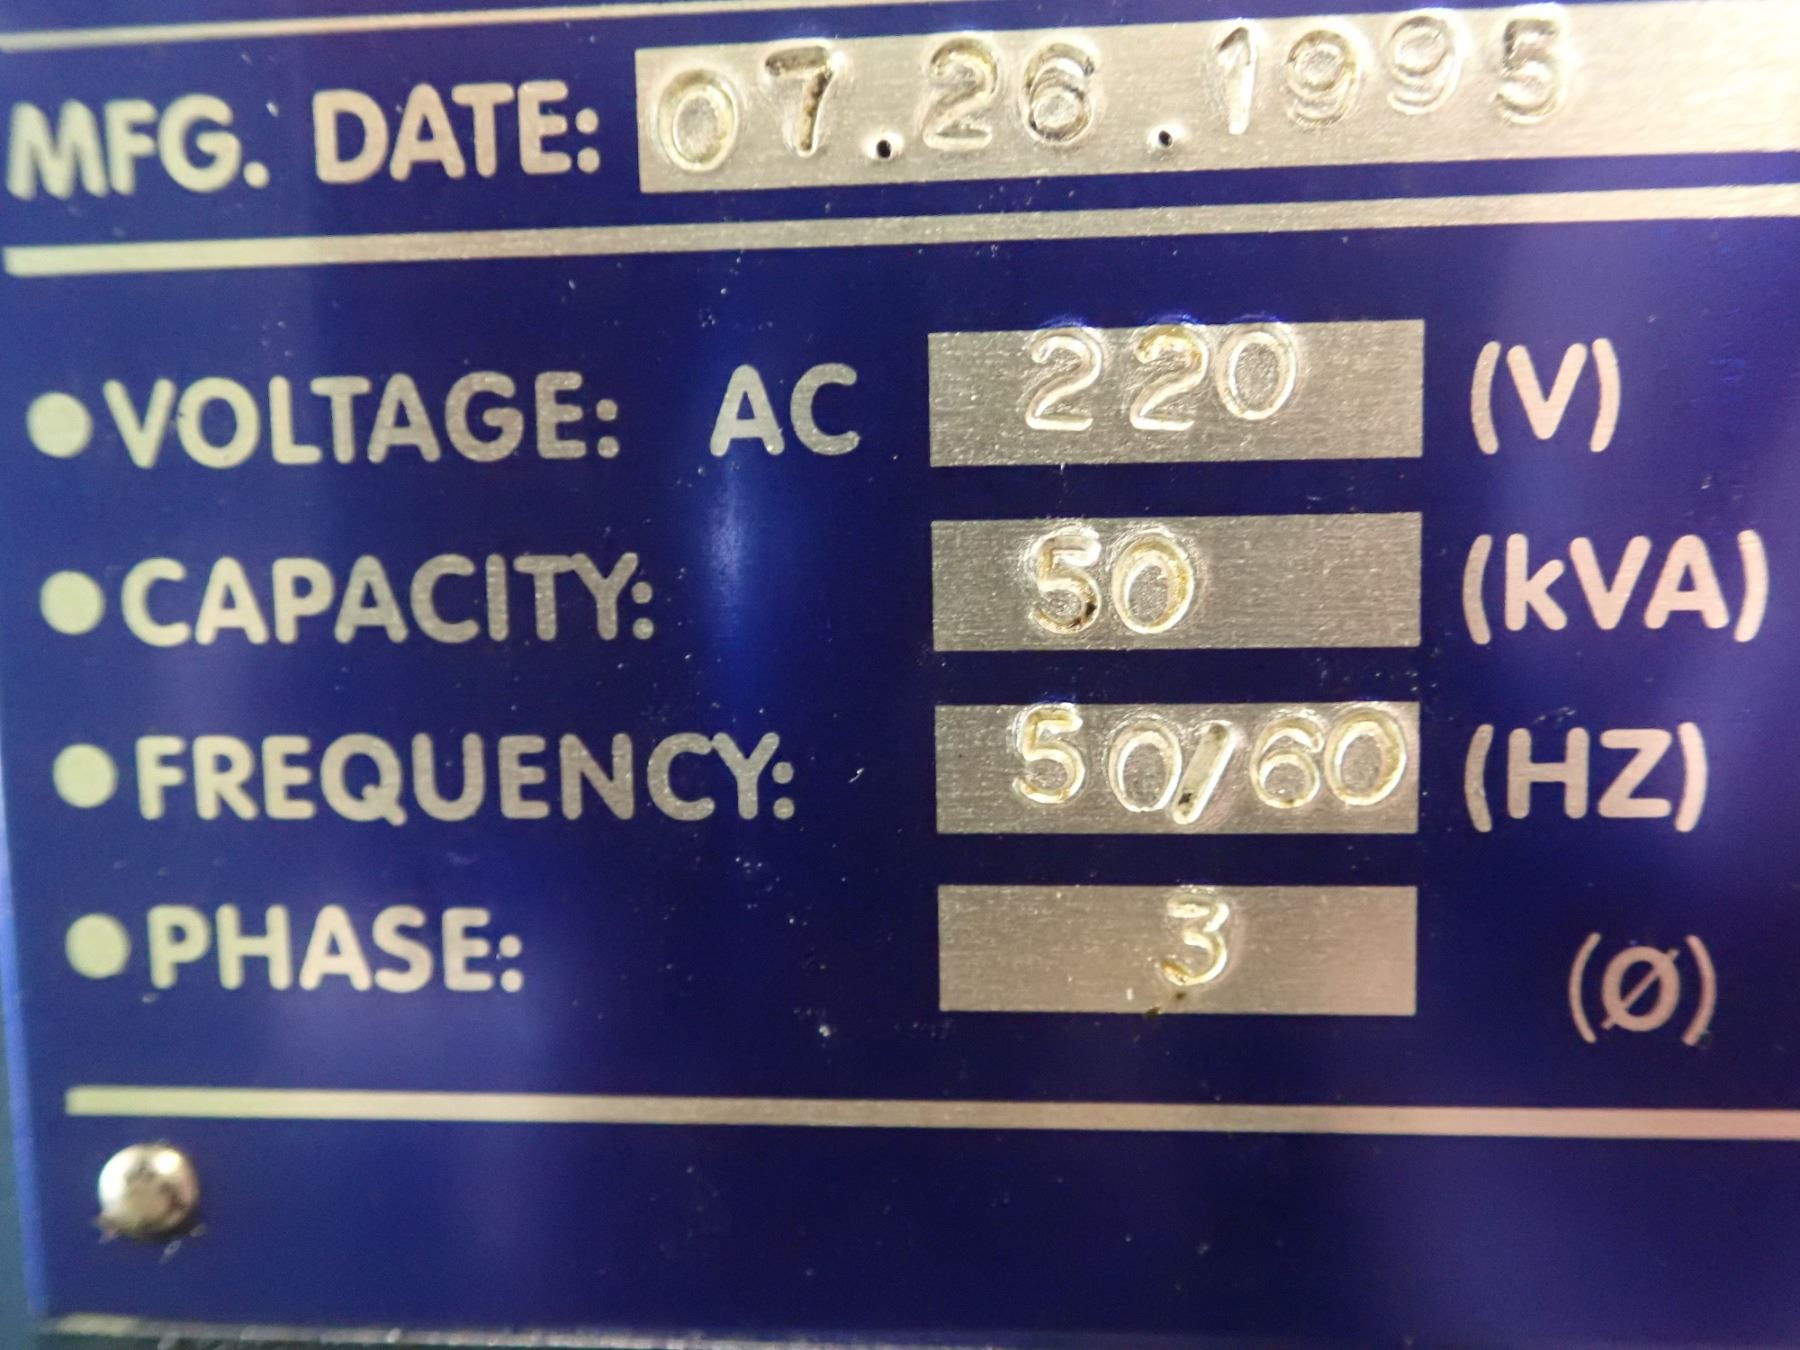 MFG. DATE: 07.26.1995
●VOLTAGE: AC 220 (V)
●CAPACITY: 50 (kVA)
●FREQUENCY: 50/60 (HZ)
●PHASE: 3 (Ø)